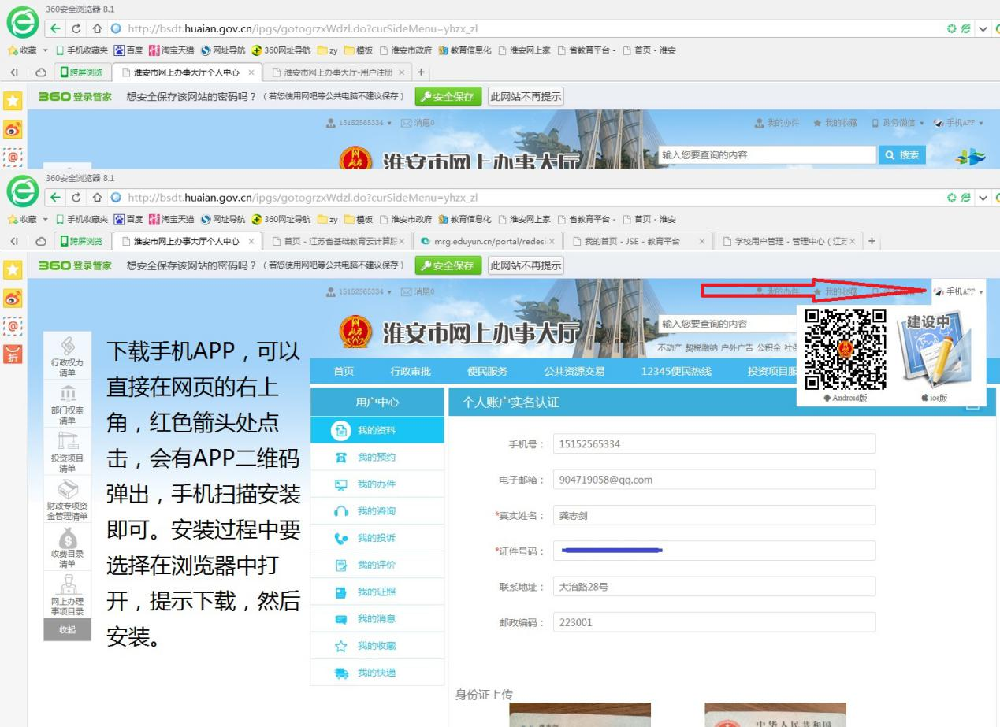 360安全浏览器 8.1
http://bsdt.huaian.gov.cn/ipgs/gotogrzxWdzl.do?curSideMenu=yhzx_zl
收藏 手机收藏夹 百度 淘宝天猫 网址导航 360网址导航 zy 模板 淮安市政府 教育信息化 淮安网上家 省教育平台 - 首页 - 淮安
跨屏浏览 淮安市网上办事大厅个人中心 × 淮安市网上办事大厅-用户注册 × +
360登录管家 想安全保存该网站的密码吗？（若您使用网吧等公共电脑不建议保存） 安全保存 此网站不再提示
15152565334 消息0 我的办件 我的收藏 政务微信 手机APP
淮安市网上办事大厅 输入您要查询的内容 搜索
360安全浏览器 8.1
http://bsdt.huaian.gov.cn/ipgs/gotogrzxWdzl.do?curSideMenu=yhzx_zl
收藏 手机收藏夹 百度 淘宝天猫 网址导航 360网址导航 zy 模板 淮安市政府 教育信息化 淮安网上家 省教育平台 - 首页 - 淮安
跨屏浏览 淮安市网上办事大厅个人中心 × 首页 - 江苏省基础教育云计算服 × mrg.eduyun.cn/portal/redesi × 我的首页 - JSE - 教育平台 × 学校用户管理 - 管理中心（江苏 × +
360登录管家 想安全保存该网站的密码吗？（若您使用网吧等公共电脑不建议保存） 安全保存 此网站不再提示
15152565334 消息0 我的办件 我的收藏 手机APP
淮安市网上办事大厅 输入您要查询的内容
不动产 契税缴纳 户外广告 公积金 社保
建设中
Android版 ios版
首页 行政审批 便民服务 公共资源交易 12345便民热线 投资项目服
行政权力
清单
部门权责
清单
投资项目
清单
财政专项资
金管理清单
收费目录
清单
网上办理
事项目录
收起
下载手机APP，可以
直接在网页的右上
角，红色箭头处点
击，会有APP二维码
弹出，手机扫描安装
即可。安装过程中要
选择在浏览器中打
开，提示下载，然后
安装。
用户中心
我的资料
我的预约
我的办件
我的咨询
我的投诉
我的评价
我的证照
我的消息
我的收藏
我的快递
个人账户实名认证
手机号： 15152565334
电子邮箱： 904719058@qq.com
*真实姓名： 龚志剑
*证件号码：
联系地址： 大治路28号
邮政编码： 223001
身份证上传
中华人民共和国